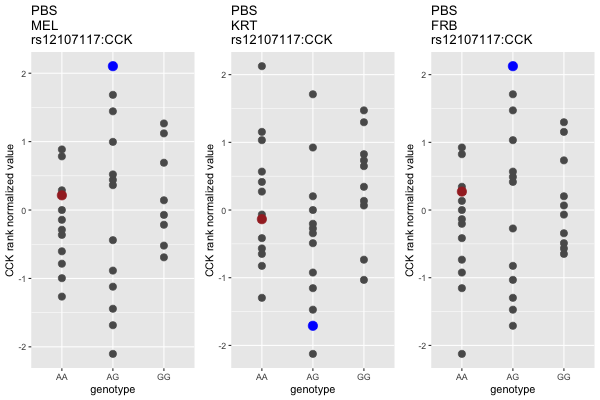 PBS
MEL
rs12107117:CCK
PBS
KRT
rs12107117:CCK
PBS
FRB
rs12107117:CCK
CCK rank normalized value
2
1
0
-1
-2
AA
AG
GG
genotype
CCK rank normalized value
2
1
0
-1
-2
AA
AG
GG
genotype
CCK rank normalized value
2
1
0
-1
-2
AA
AG
GG
genotype